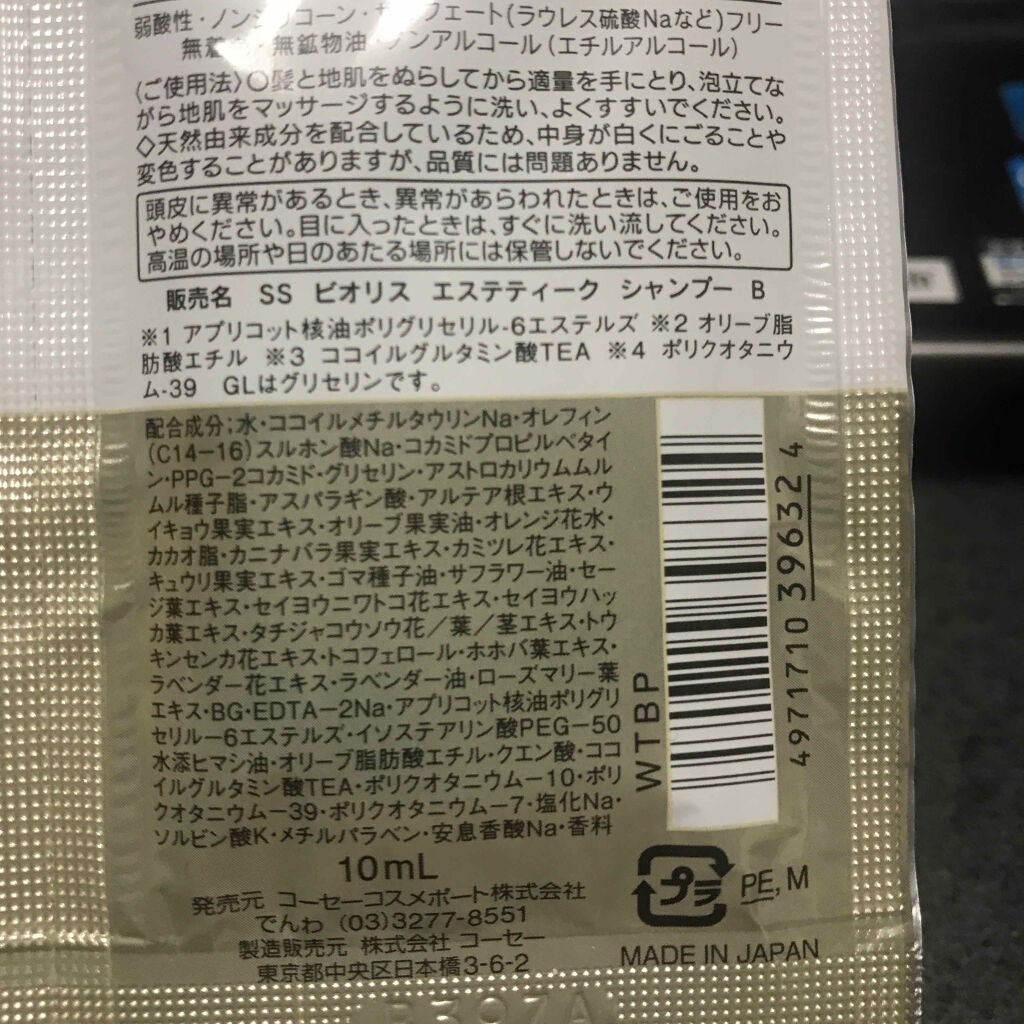 弱酸性・ノンシリコーン・サルフェート(ラウレス硫酸Naなど)フリー
無着色・無鉱物油・ノンアルコール(エチルアルコール)
〈ご使用法〉〇髪と地肌をぬらしてから適量を手にとり、泡立てな
がら地肌をマッサージするように洗い、よくすすいでください。
◇天然由来成分を配合しているため、中身が白くにごることや
変色することがありますが、品質には問題ありません。
頭皮に異常があるとき、異常があらわれたときは、ご使用をお
やめください。目に入ったときは、すぐに洗い流してください。
高温の場所や日のあたる場所には保管しないでください。
販売名 SS ビオリス エステティーク シャンプー B
※1 アプリコット核油ポリグリセリル-6エステルズ ※2 オリーブ脂
肪酸エチル ※3 ココイルグルタミン酸TEA ※4 ポリクオタニウ
ム-39 GLはグリセリンです。
配合成分;水・ココイルメチルタウリンNa・オレフィン
(C14-16)スルホン酸Na・コカミドプロピルベタイ
ン・PPG-2コカミド・グリセリン・アストロカリウムムル
ムル種子脂・アスパラギン酸・アルテア根エキス・ウ
イキョウ果実エキス・オリーブ果実油・オレンジ花水・
カカオ脂・カニナバラ果実エキス・カミツレ花エキス・
キュウリ果実エキス・ゴマ種子油・サフラワー油・セー
ジ葉エキス・セイヨウニワトコ花エキス・セイヨウハッ
カ葉エキス・タチジャコウソウ花/葉/茎エキス・トウ
キンセンカ花エキス・トコフェロール・ホホバ葉エキス・
ラベンダー花エキス・ラベンダー油・ローズマリー葉
エキス・BG・EDTA-2Na・アプリコット核油ポリグリ
セリル-6エステルズ・イソステアリン酸PEG-50
水添ヒマシ油・オリーブ脂肪酸エチル・クエン酸・ココ
イルグルタミン酸TEA・ポリクオタニウム-10・ポリ
クオタニウム-39・ポリクオタニウム-7・塩化Na・
ソルビン酸K・メチルパラベン・安息香酸Na・香料
WTBP
4971710 396324
10mL
発売元 コーセーコスメポート株式会社
でんわ (03)3277-8551
製造販売元 株式会社 コーセー
東京都中央区日本橋3-6-2
プラ PE, M
MADE IN JAPAN